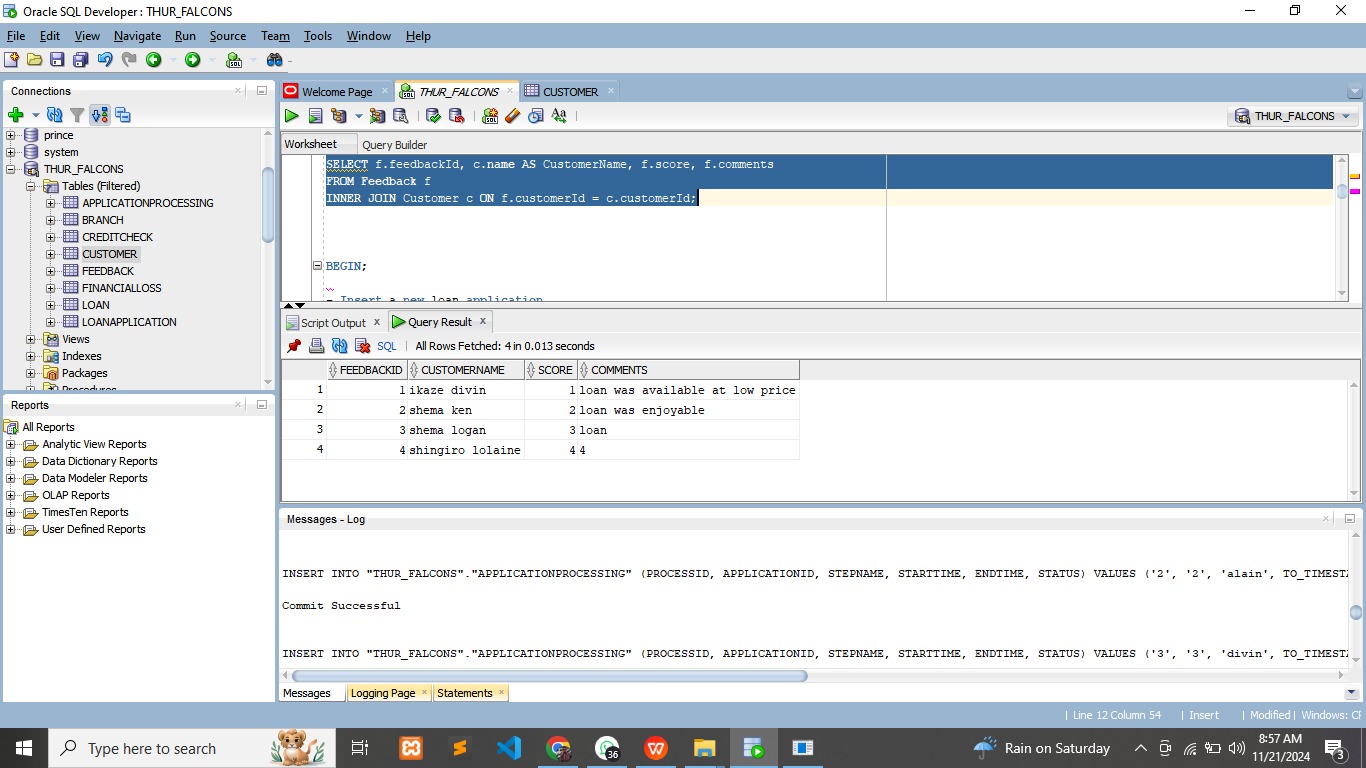 Oracle SQL Developer : THUR_FALCONS
File Edit View Navigate Run Source Team Tools Window Help
Connections
prince
system
THUR_FALCONS
Tables (Filtered)
APPLICATIONPROCESSING
BRANCH
CREDITCHECK
CUSTOMER
FEEDBACK
FINANCIALLOSS
LOAN
LOANAPPLICATION
Views
Indexes
Packages
Procedures
Reports
All Reports
Analytic View Reports
Data Dictionary Reports
Data Modeler Reports
OLAP Reports
TimesTen Reports
User Defined Reports
Welcome Page THUR_FALCONS CUSTOMER
THUR_FALCONS
Worksheet Query Builder
SELECT f.feedbackId, c.name AS CustomerName, f.score, f.comments
FROM Feedback f
INNER JOIN Customer c ON f.customerId = c.customerId;
BEGIN;
- Insert a new loan application
Script Output Query Result
SQL All Rows Fetched: 4 in 0.013 seconds
FEEDBACKID CUSTOMERNAME SCORE COMMENTS
1 1 ikaze divin 1 loan was available at low price
2 2 shema ken 2 loan was enjoyable
3 3 shema logan 3 loan
4 4 shingiro lolaine 4 4
Messages - Log
INSERT INTO "THUR_FALCONS"."APPLICATIONPROCESSING" (PROCESSID, APPLICATIONID, STEPNAME, STARTTIME, ENDTIME, STATUS) VALUES ('2', '2', 'alain', TO_TIMEST
Commit Successful
INSERT INTO "THUR_FALCONS"."APPLICATIONPROCESSING" (PROCESSID, APPLICATIONID, STEPNAME, STARTTIME, ENDTIME, STATUS) VALUES ('3', '3', 'divin', TO_TIMEST
Messages Logging Page Statements
Line 12 Column 54 Insert Modified Windows: CF
Type here to search
36
Rain on Saturday
8:57 AM
11/21/2024
3